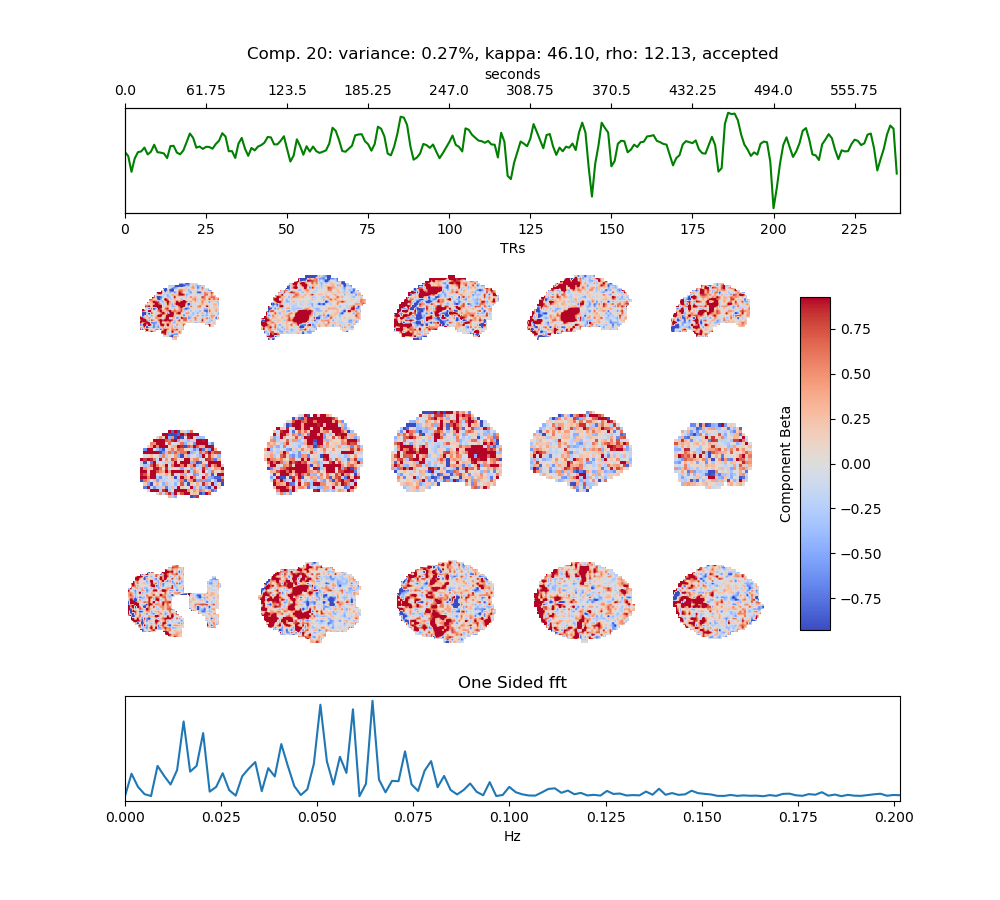 Comp. 20: variance: 0.27%, kappa: 46.10, rho: 12.13, accepted
seconds
0.0 61.75 123.5 185.25 247.0 308.75 370.5 432.25 494.0 555.75
0 25 50 75 100 125 150 175 200 225
TRs
Component Beta
0.75
0.50
0.25
0.00
−0.25
−0.50
−0.75
One Sided fft
0.000 0.025 0.050 0.075 0.100 0.125 0.150 0.175 0.200
Hz